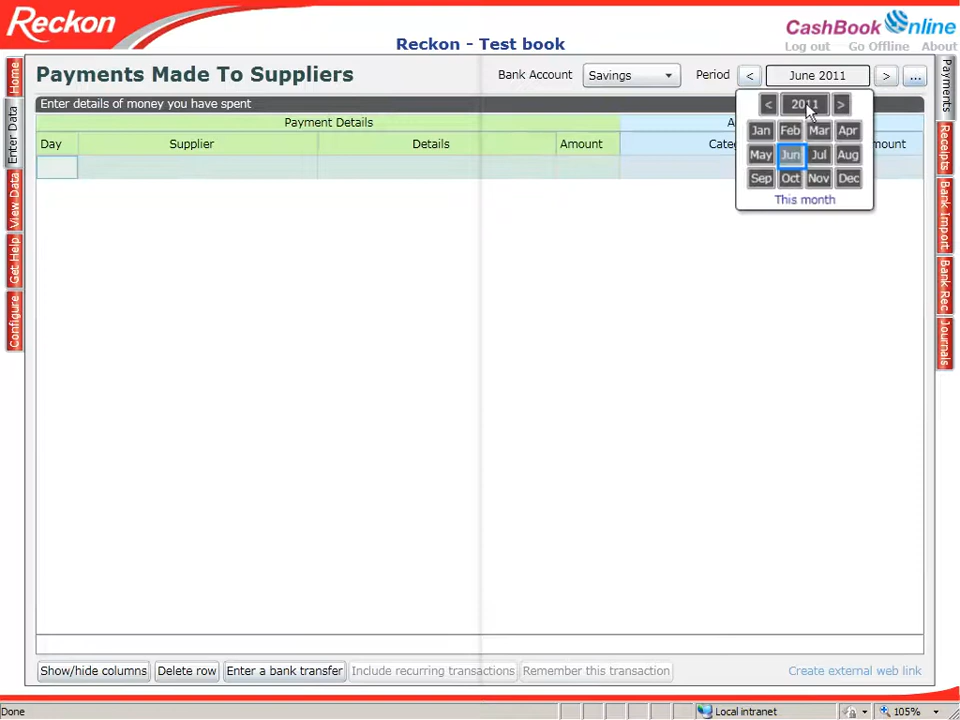 Reckon
CashBook Online
Reckon - Test book
Log out Go Offline About
Payments Made To Suppliers
Bank Account Savings Period < June 2011 > ...
Enter details of money you have spent
< 2011 >
Payment Details
Jan Feb Mar Apr
Day Supplier Details Amount
May Jun Jul Aug
Sep Oct Nov Dec
This month
Home
Enter Data
View Data
Get Help
Configure
Payments
Receipts
Bank Import
Bank Rec
Journals
Show/hide columns Delete row Enter a bank transfer Include recurring transactions Remember this transaction Create external web link
Done Local intranet 105%